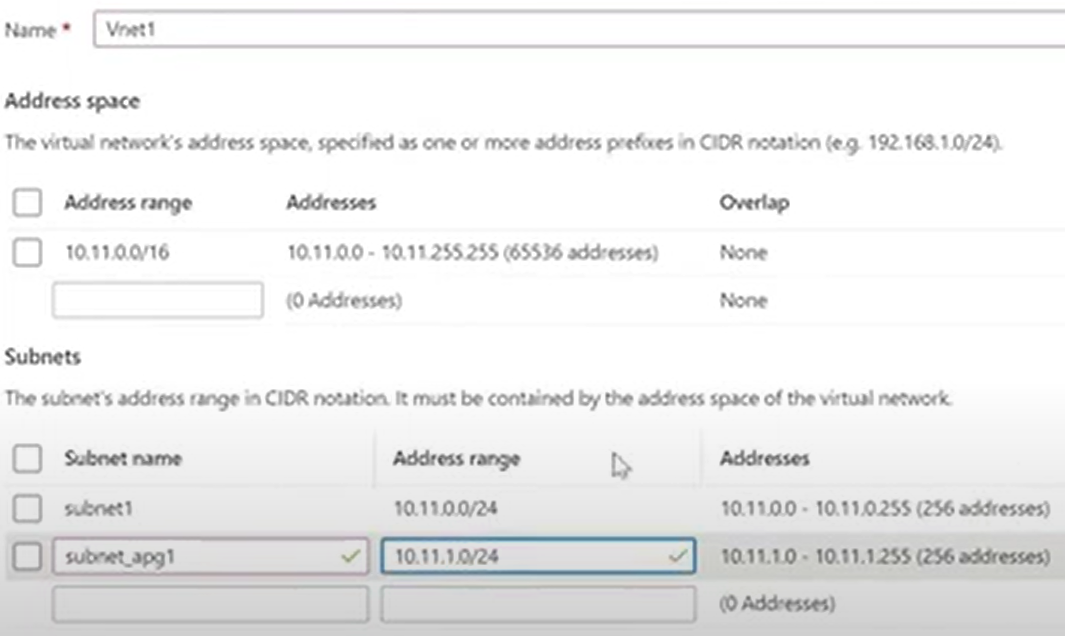 Name * Vnet1
Address space
The virtual network's address space, specified as one or more address prefixes in CIDR notation (e.g. 192.168.1.0/24).
Address range Addresses Overlap
10.11.0.0/16 10.11.0.0 - 10.11.255.255 (65536 addresses) None
(0 Addresses) None
Subnets
The subnet's address range in CIDR notation. It must be contained by the address space of the virtual network.
Subnet name Address range Addresses
subnet1 10.11.0.0/24 10.11.0.0 - 10.11.0.255 (256 addresses)
subnet_apg1 10.11.1.0/24 10.11.1.0 - 10.11.1.255 (256 addresses)
(0 Addresses)